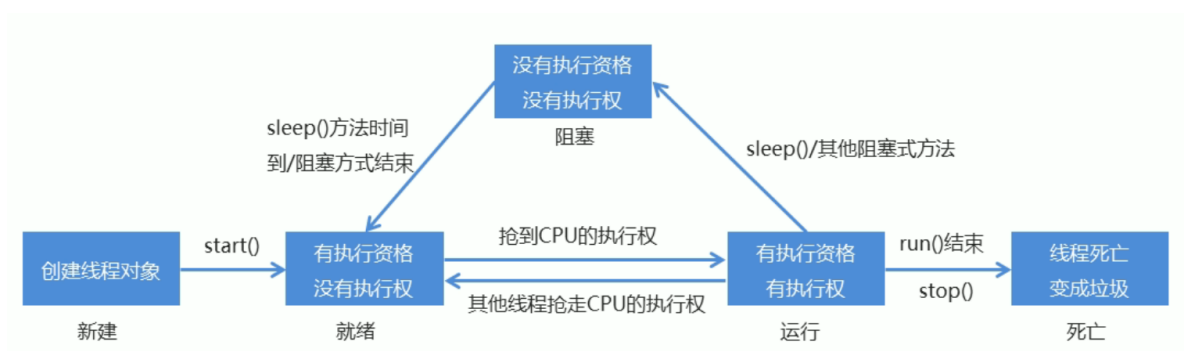 没有执行资格
没有执行权
阻塞
sleep()方法时间
到/阻塞方式结束
sleep()/其他阻塞式方法
创建线程对象
新建
start()
有执行资格
没有执行权
就绪
抢到CPU的执行权
其他线程抢走CPU的执行权
有执行资格
有执行权
运行
run()结束
stop()
线程死亡
变成垃圾
死亡